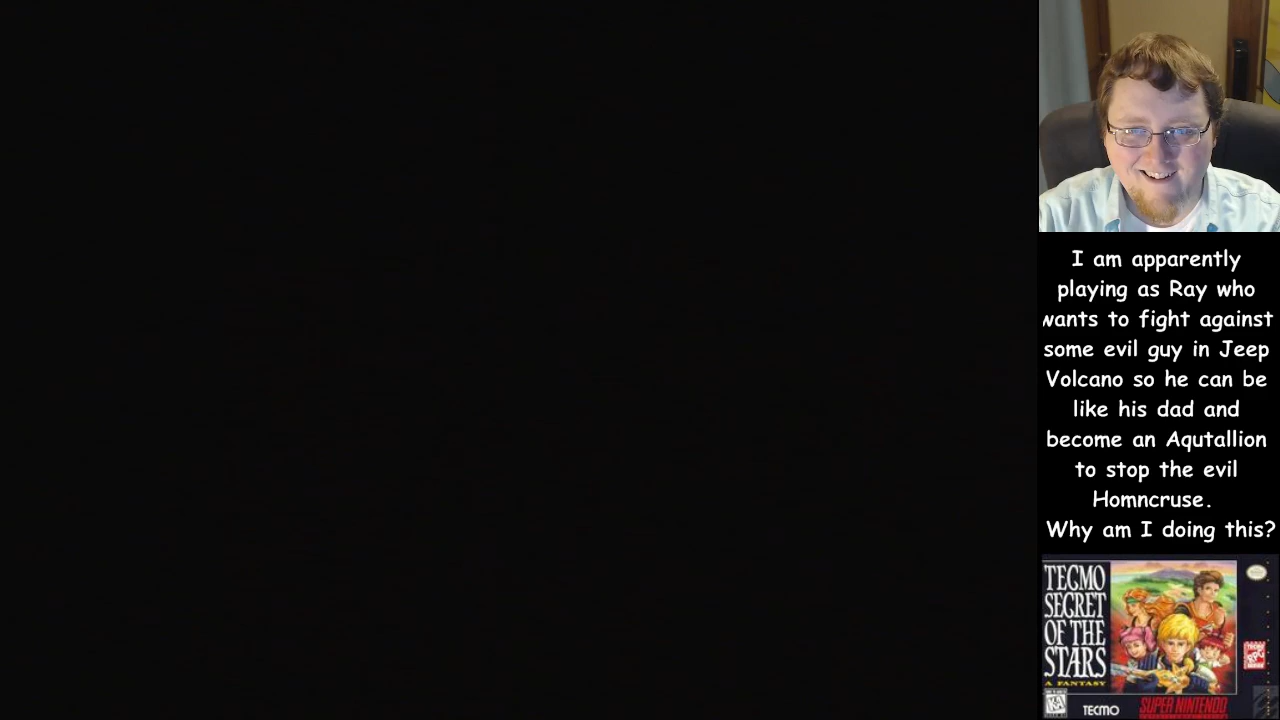 I am apparently
playing as Ray who
wants to fight against
some evil guy in Jeep
Volcano so he can be
like his dad and
become an Aqutallion
to stop the evil
Homncruse.
Why am I doing this?
TECMO
SECRET
OF THE
STARS
A FANTASY
KA
TECMO
SUPER NINTENDO